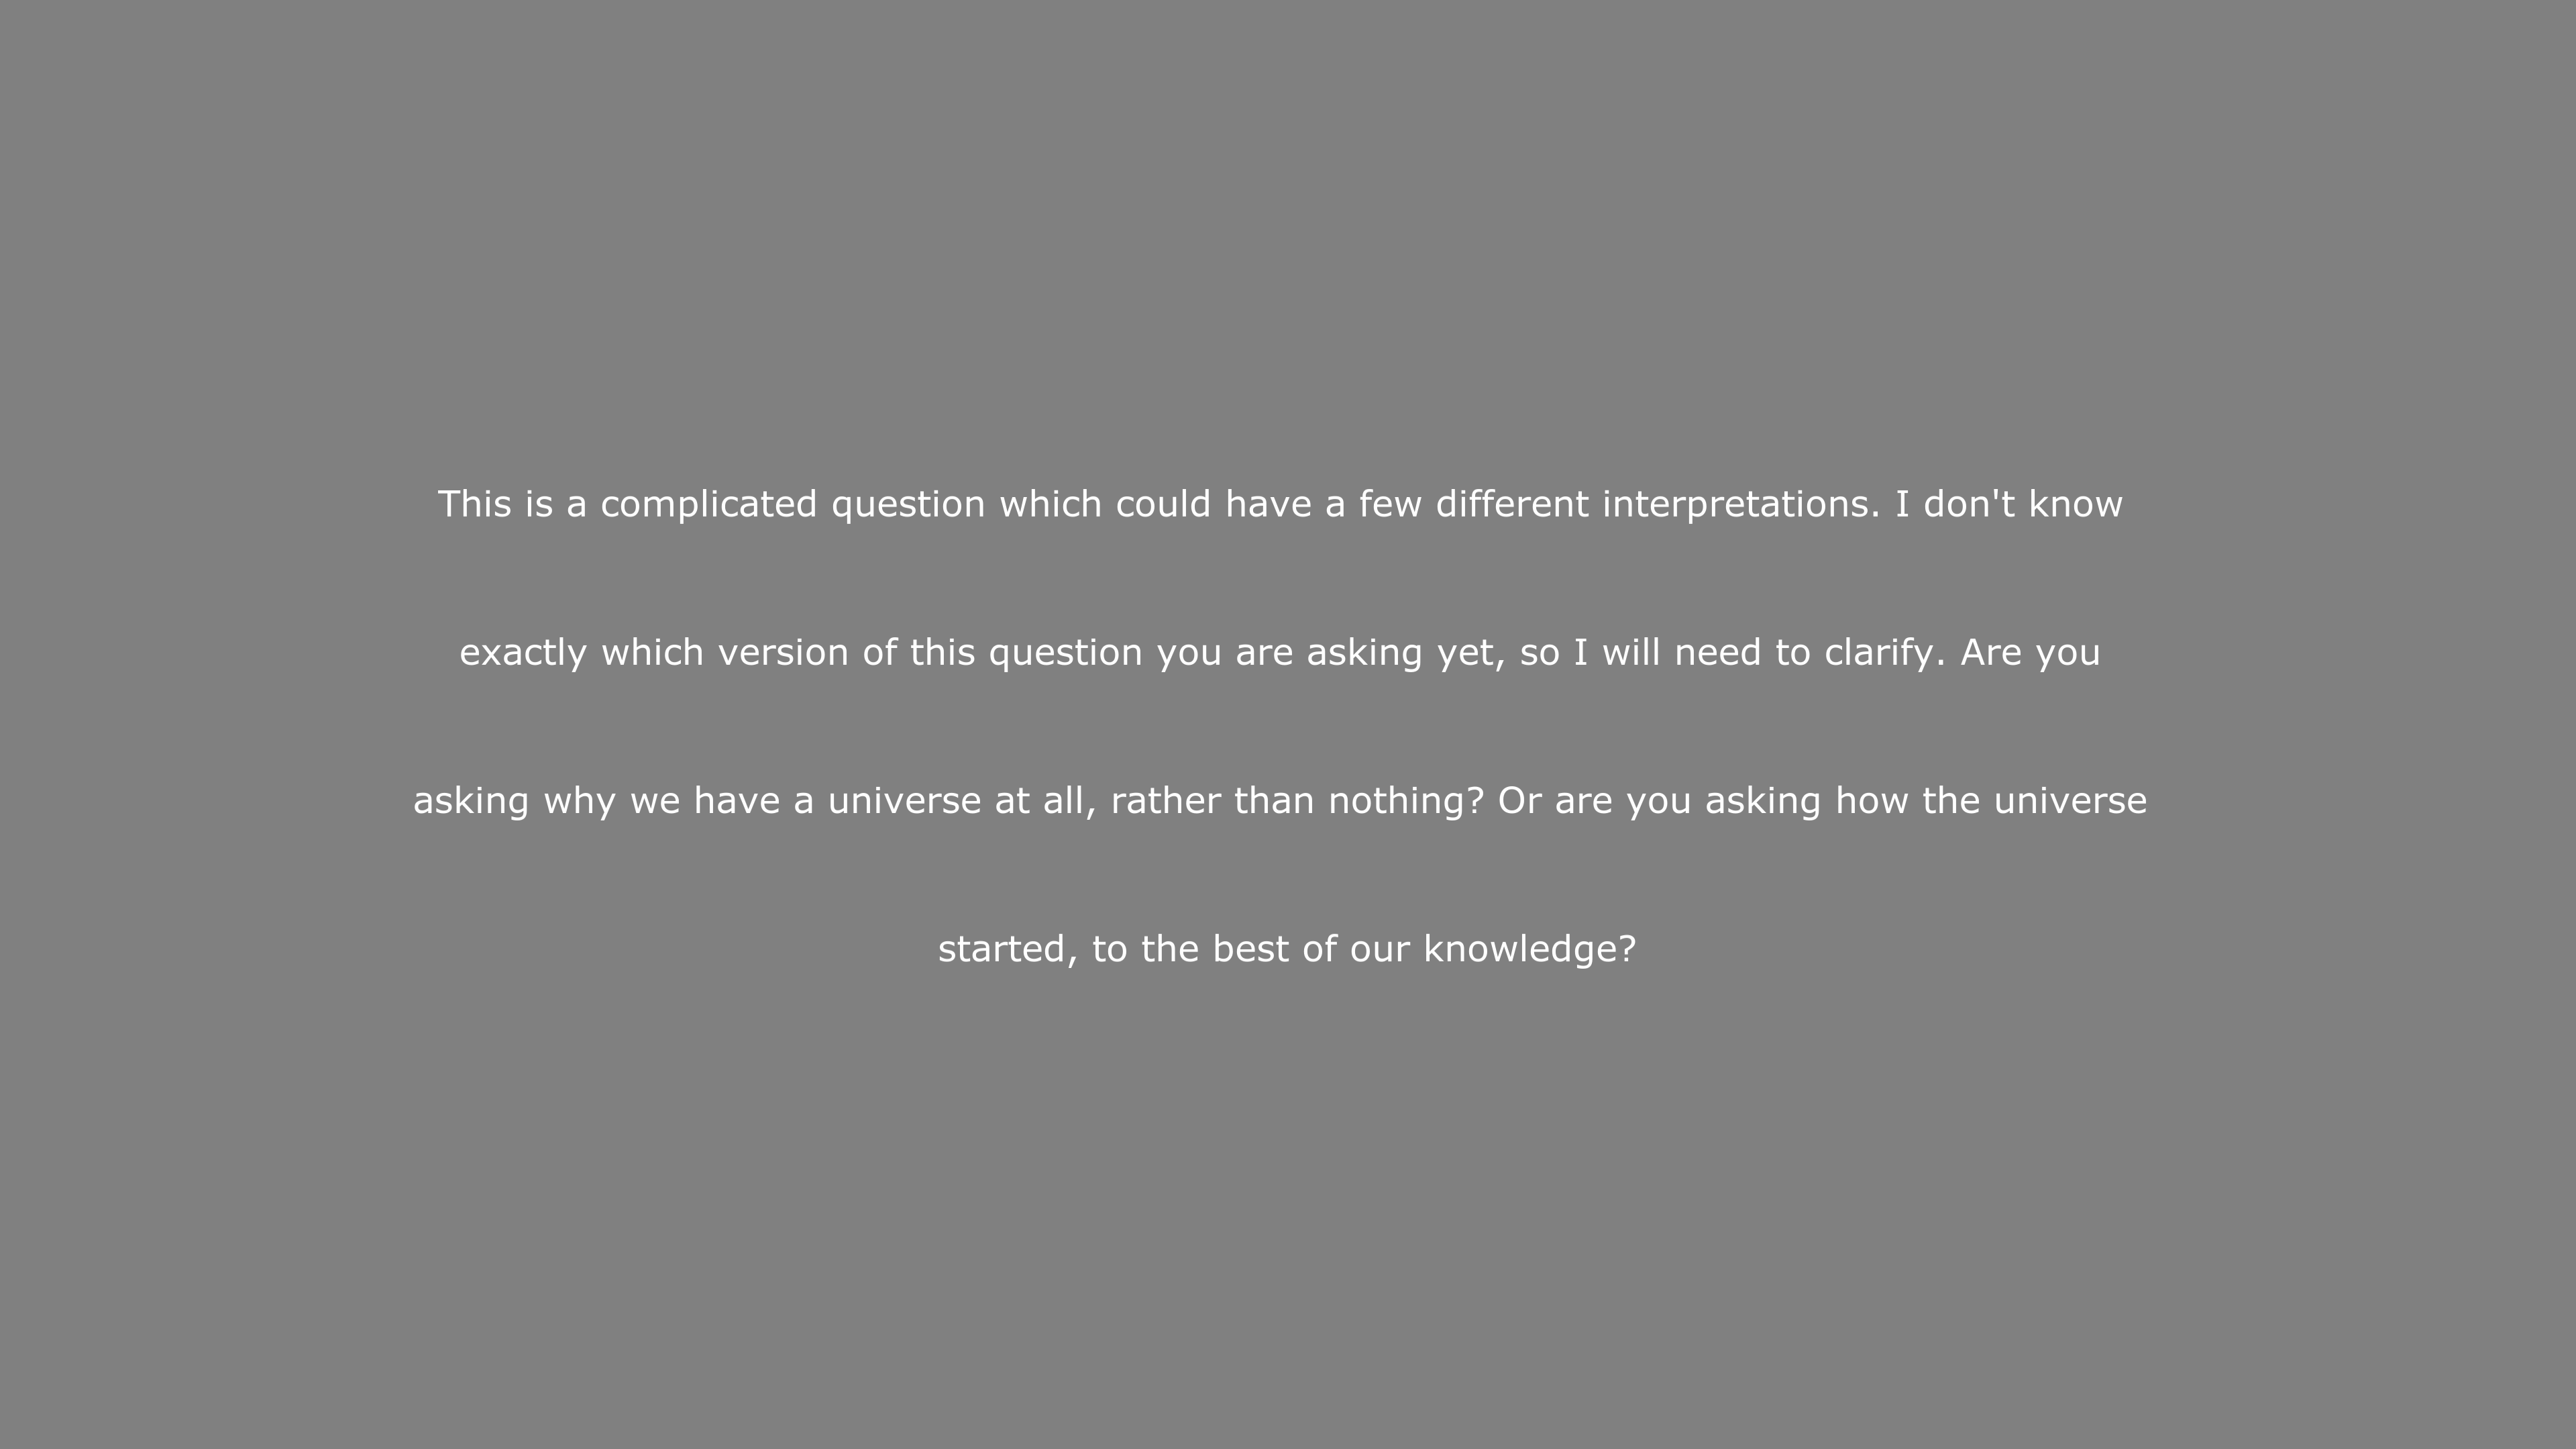 This is a complicated question which could have a few different interpretations. I don't know
exactly which version of this question you are asking yet, so I will need to clarify. Are you
asking why we have a universe at all, rather than nothing? Or are you asking how the universe
started, to the best of our knowledge?